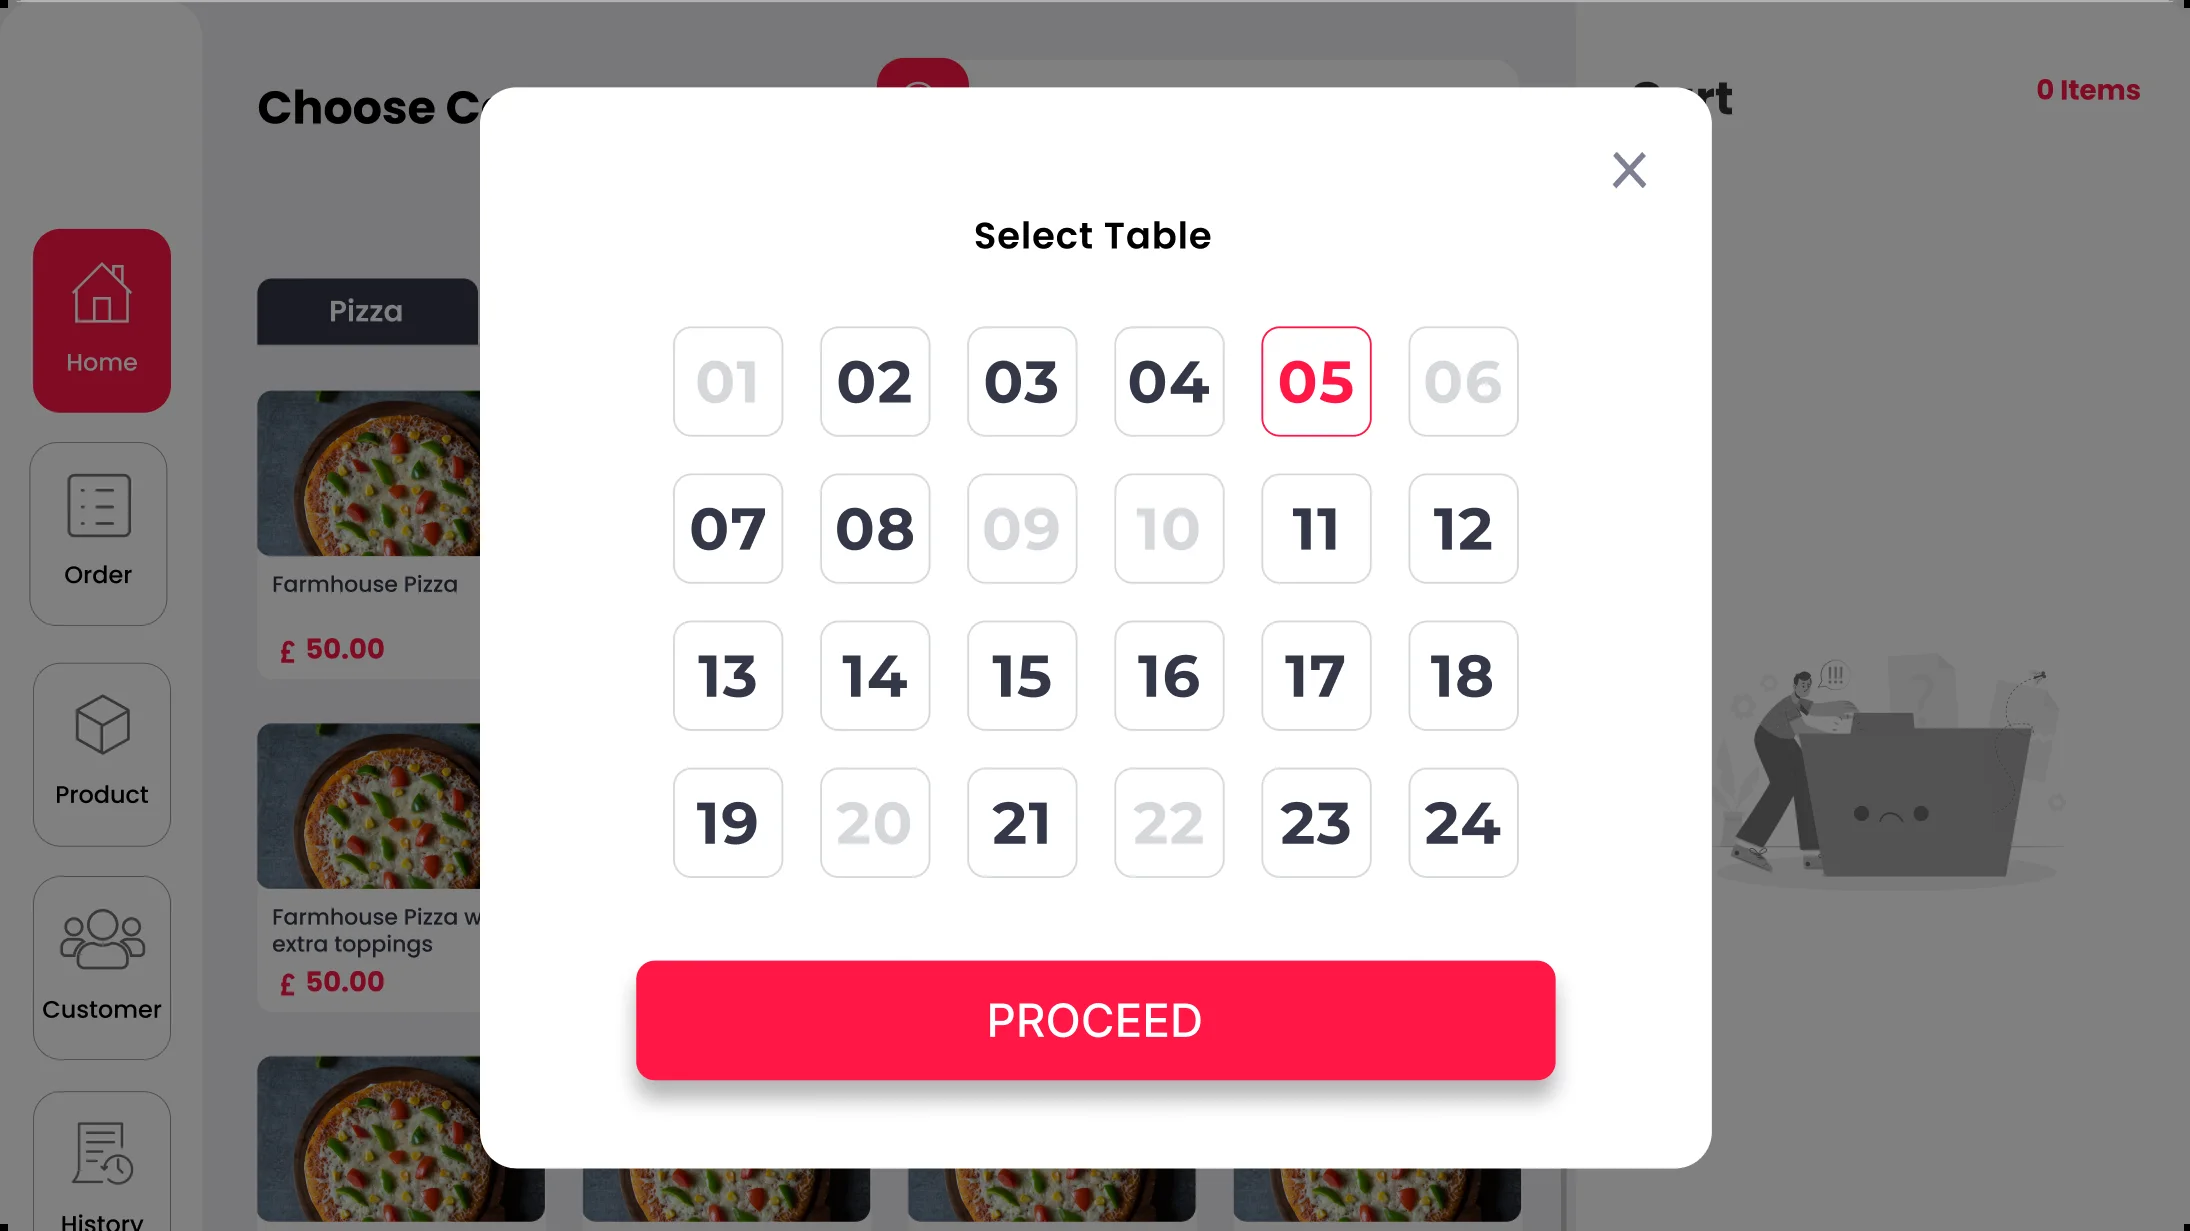 Choose C
0 Items
Select Table
Home
Pizza
01 02 03 04 05 06
07 08 09 10 11 12
13 14 15 16 17 18
19 20 21 22 23 24
Order
Farmhouse Pizza
£ 50.00
Product
Farmhouse Pizza w
extra toppings
£ 50.00
Customer
PROCEED
History
!!!
?